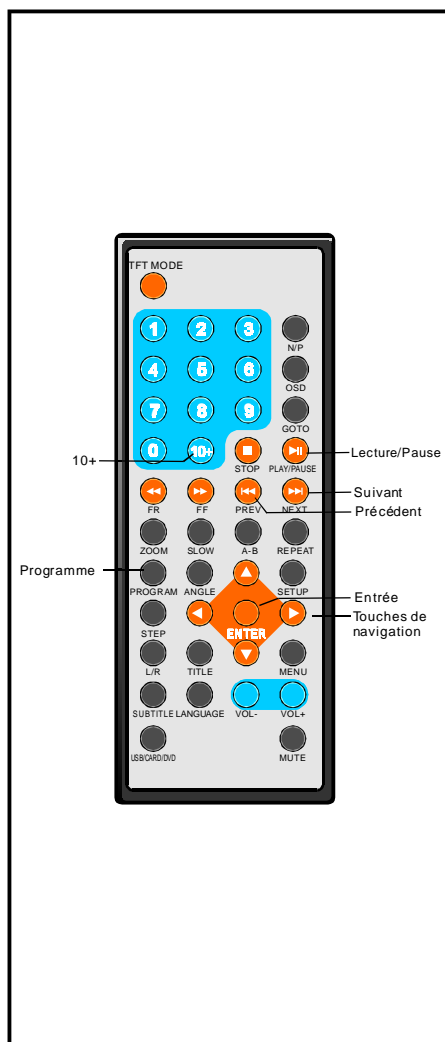 TFT MODE
1 2 3
N/P
4 5 6
OSD
7 8 9
GOTO
0 10+
10+
STOP PLAY/PAUSE
Lecture/Pause
FR FF PREV NEXT
Suivant
Précédent
ZOOM SLOW A-B REPEAT
Programme
PROGRAM ANGLE SETUP
Entrée
Touches de
navigation
STEP ENTER
L/R TITLE MENU
SUBTITLE LANGUAGE VOL- VOL+
USB/CARD/DVD MUTE